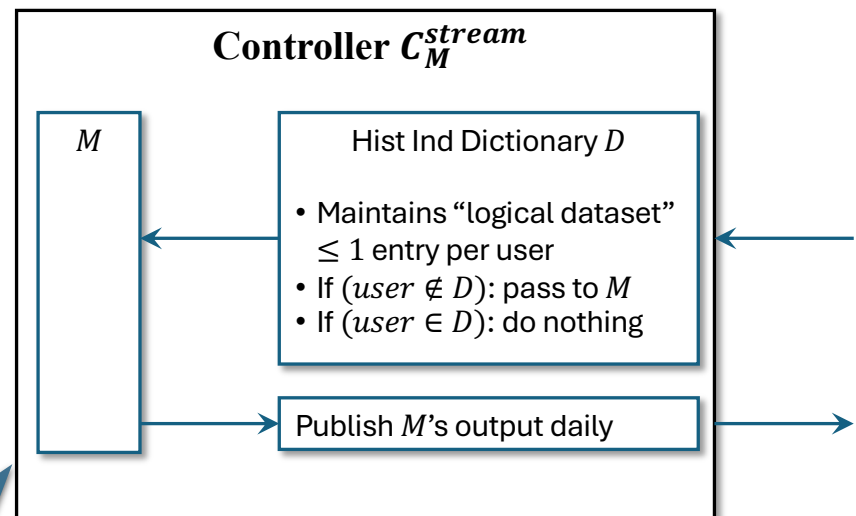 Controller $C_M^{stream}$
M
Hist Ind Dictionary D
• Maintains “logical dataset”
≤ 1 entry per user
• If (user ∉ D): pass to M
• If (user ∈ D): do nothing
Publish M’s output daily